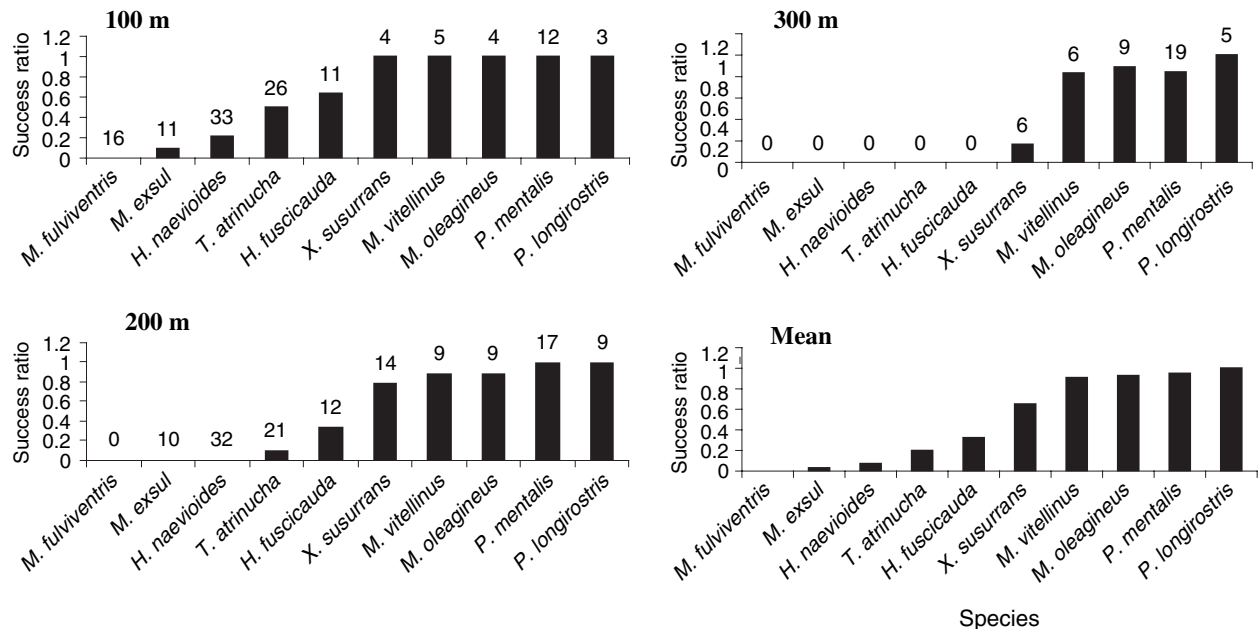 100 m
Success ratio
1.2
1
0.8
0.6
0.4
0.2
0
16
11
33
26
11
4
5
4
12
3
M. fulviventris
M. exsul
H. naevioides
T. atrinucha
H. fuscicauda
X. susurrans
M. vitellinus
M. oleagineus
P. mentalis
P. longirostris
300 m
Success ratio
1.2
1
0.8
0.6
0.4
0.2
0
0
0
0
0
0
6
6
9
19
5
M. fulviventris
M. exsul
H. naevioides
T. atrinucha
H. fuscicauda
X. susurrans
M. vitellinus
M. oleagineus
P. mentalis
P. longirostris
200 m
Success ratio
1.2
1
0.8
0.6
0.4
0.2
0
0
10
32
21
12
14
9
9
17
9
M. fulviventris
M. exsul
H. naevioides
T. atrinucha
H. fuscicauda
X. susurrans
M. vitellinus
M. oleagineus
P. mentalis
P. longirostris
Mean
Success ratio
1.2
1
0.8
0.6
0.4
0.2
0
M. fulviventris
M. exsul
H. naevioides
T. atrinucha
H. fuscicauda
X. susurrans
M. vitellinus
M. oleagineus
P. mentalis
P. longirostris
Species